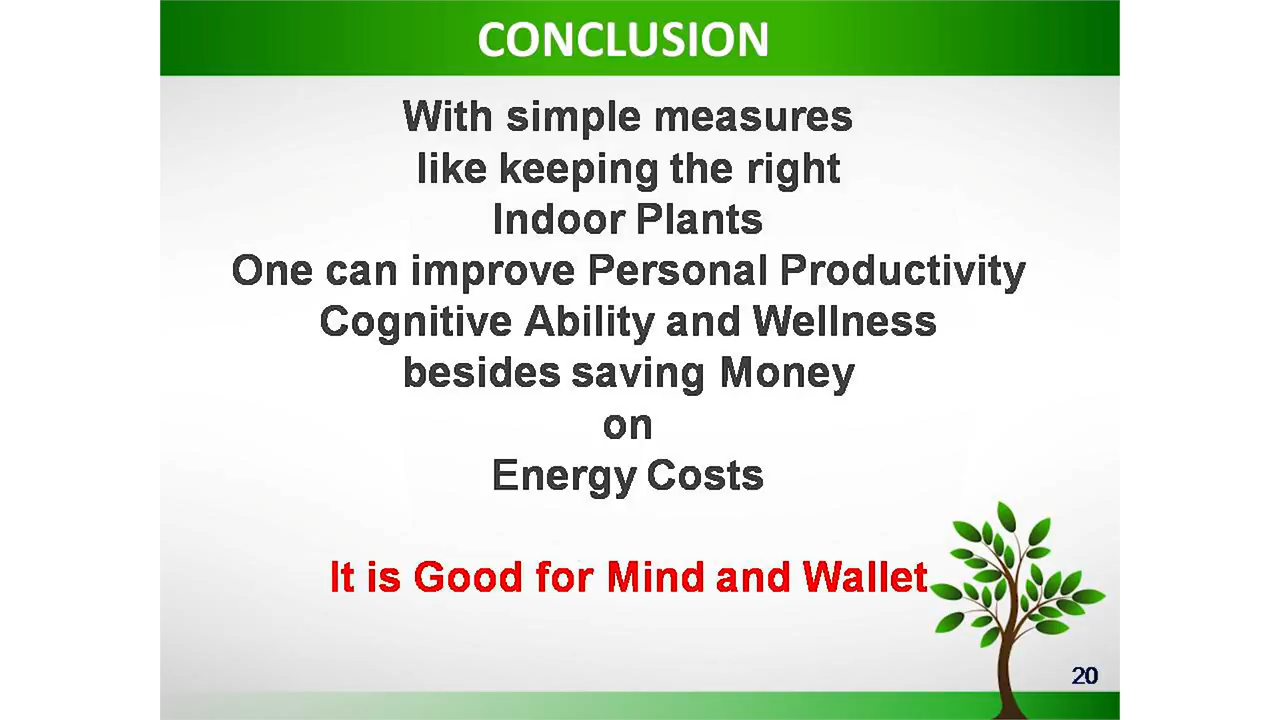 CONCLUSION
With simple measures
like keeping the right
Indoor Plants
One can improve Personal Productivity
Cognitive Ability and Wellness
besides saving Money
on
Energy Costs
It is Good for Mind and Wallet
20